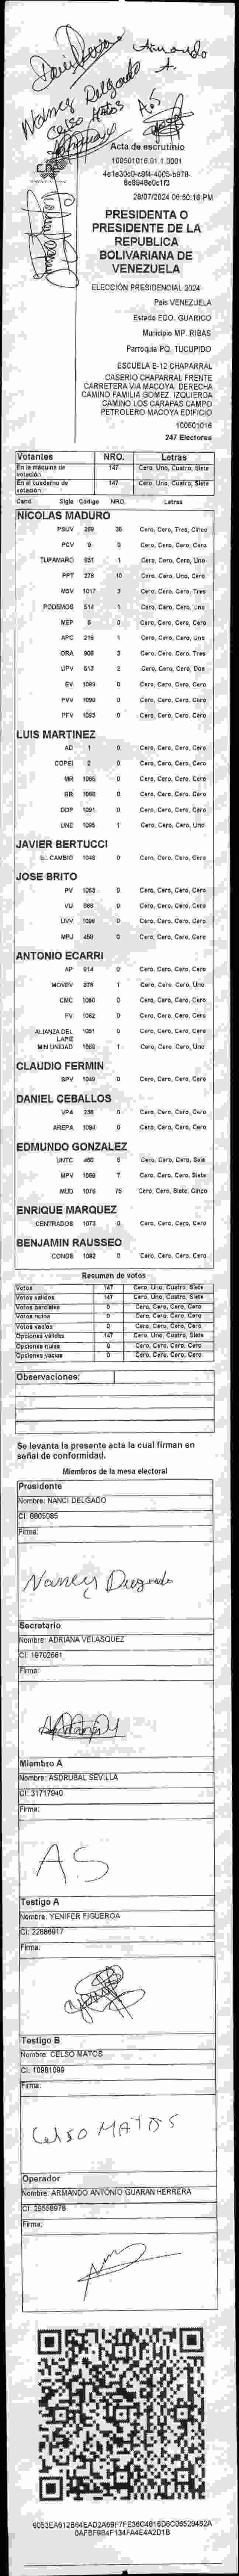 Nancy Delgado
Armando A.
Celso Matos
A.S
Acta de escrutinio
100501016.01.1.0001
28/07/2024 06:50:16 PM
PRESIDENTA O
PRESIDENTE DE LA
REPUBLICA
BOLIVARIANA DE
VENEZUELA
ELECCIÓN PRESIDENCIAL 2024
País VENEZUELA
Estado EDO. GUARICO
Municipio MP. RIBAS
Parroquia PQ. TUCUPIDO
ESCUELA E-12 CHAPARRAL
CASERIO CHAPARRAL FRENTE
CARRETERA VIA MACOYA. DERECHA
CAMINO FAMILIA GOMEZ. IZQUIERDA
CAMINO LOS CARAPAS CAMPO
PETROLERO MACOYA EDIFICIO
100501016
247 Electores
Votantes NRO. Letras
En la máquina de votación 147 Cero, Uno, Cuatro, Siete
En el cuaderno de votación 147 Cero, Uno, Cuatro, Siete
Cand. Sigla Código NRO. Letras
NICOLAS MADURO
PSUV 269 35 Cero, Cero, Tres, Cinco
PCV 9 0 Cero, Cero, Cero, Cero
TUPAMARO 931 1 Cero, Cero, Cero, Uno
PPT 278 10 Cero, Cero, Uno, Cero
MSV 1017 3 Cero, Cero, Cero, Tres
PODEMOS 514 1 Cero, Cero, Cero, Uno
MEP 6 0 Cero, Cero, Cero, Cero
APC 218 1 Cero, Cero, Cero, Uno
ORA 906 3 Cero, Cero, Cero, Tres
UPV 613 2 Cero, Cero, Cero, Dos
EV 1089 0 Cero, Cero, Cero, Cero
PVV 1090 0 Cero, Cero, Cero, Cero
PFV 1093 0 Cero, Cero, Cero, Cero
LUIS MARTINEZ
AD 1 0 Cero, Cero, Cero, Cero
COPEI 2 0 Cero, Cero, Cero, Cero
MR 1066 0 Cero, Cero, Cero, Cero
BR 1068 0 Cero, Cero, Cero, Cero
DDP 1091 0 Cero, Cero, Cero, Cero
UNE 1095 1 Cero, Cero, Cero, Uno
JAVIER BERTUCCI
EL CAMBIO 1048 0 Cero, Cero, Cero, Cero
JOSE BRITO
PV 1053 0 Cero, Cero, Cero, Cero
VU 868 0 Cero, Cero, Cero, Cero
UVV 1096 0 Cero, Cero, Cero, Cero
MPJ 459 0 Cero, Cero, Cero, Cero
ANTONIO ECARRI
AP 914 0 Cero, Cero, Cero, Cero
MOVEV 878 1 Cero, Cero, Cero, Uno
CMC 1060 0 Cero, Cero, Cero, Cero
FV 1062 0 Cero, Cero, Cero, Cero
ALIANZA DEL LAPIZ 1081 0 Cero, Cero, Cero, Cero
MIN UNIDAD 1069 1 Cero, Cero, Cero, Uno
CLAUDIO FERMIN
SPV 1049 0 Cero, Cero, Cero, Cero
DANIEL CEBALLOS
VPA 236 0 Cero, Cero, Cero, Cero
AREPA 1094 0 Cero, Cero, Cero, Cero
EDMUNDO GONZALEZ
UNTC 460 6 Cero, Cero, Cero, Seis
MPV 1059 7 Cero, Cero, Cero, Siete
MUD 1075 75 Cero, Cero, Siete, Cinco
ENRIQUE MARQUEZ
CENTRADOS 1073 0 Cero, Cero, Cero, Cero
BENJAMIN RAUSSEO
CONDE 1082 0 Cero, Cero, Cero, Cero
Resumen de votos
Votos 147 Cero, Uno, Cuatro, Siete
Votos válidos 147 Cero, Uno, Cuatro, Siete
Votos parciales 0 Cero, Cero, Cero, Cero
Votos nulos 0 Cero, Cero, Cero, Cero
Votos vacíos 0 Cero, Cero, Cero, Cero
Opciones válidas 147 Cero, Uno, Cuatro, Siete
Opciones nulas 0 Cero, Cero, Cero, Cero
Opciones vacías 0 Cero, Cero, Cero, Cero
Observaciones:
Se levanta la presente acta la cual firman en
señal de conformidad.
Miembros de la mesa electoral
Presidente
Nombre: NANCI DELGADO
CI: 8805085
Firma:
Nancy Delgado
Secretario
Nombre: ADRIANA VELASQUEZ
CI: 19702661
Firma:
Miembro A
Nombre: ASDRUBAL SEVILLA
CI: 31717940
Firma:
A.S
Testigo A
Nombre: YENIFER FIGUEROA
CI: 22886917
Firma:
Testigo B
Nombre: CELSO MATOS
CI: 10981099
Firma:
Celso MATOS
Operador
Nombre: ARMANDO ANTONIO GUARAN HERRERA
CI: 29558978
Firma: